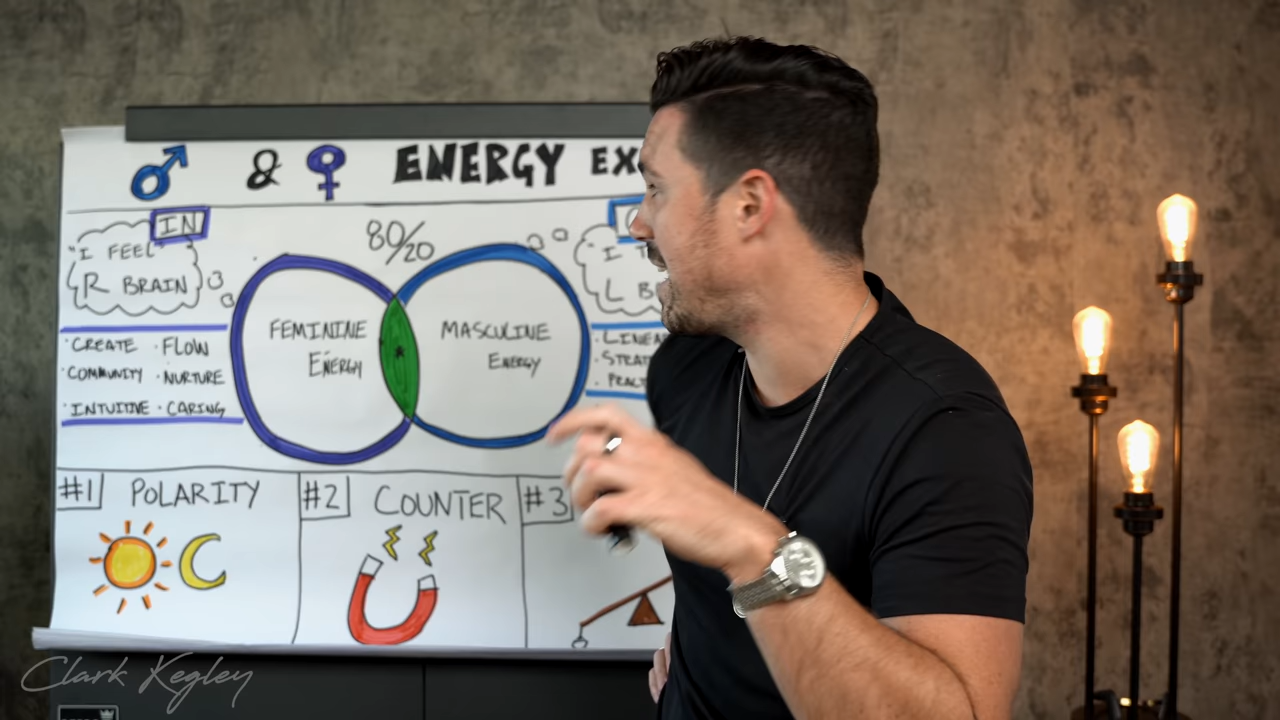 ♂ & ♀ ENERGY EX
IN
"I FEEL"
R BRAIN
• CREATE • FLOW
• COMMUNITY • NURTURE
• INTUITIVE • CARING
80/20
FEMININE
ENERGY
MASCULINE
ENERGY
"I
L
#1 POLARITY
#2 COUNTER
#3
Clark Kegley